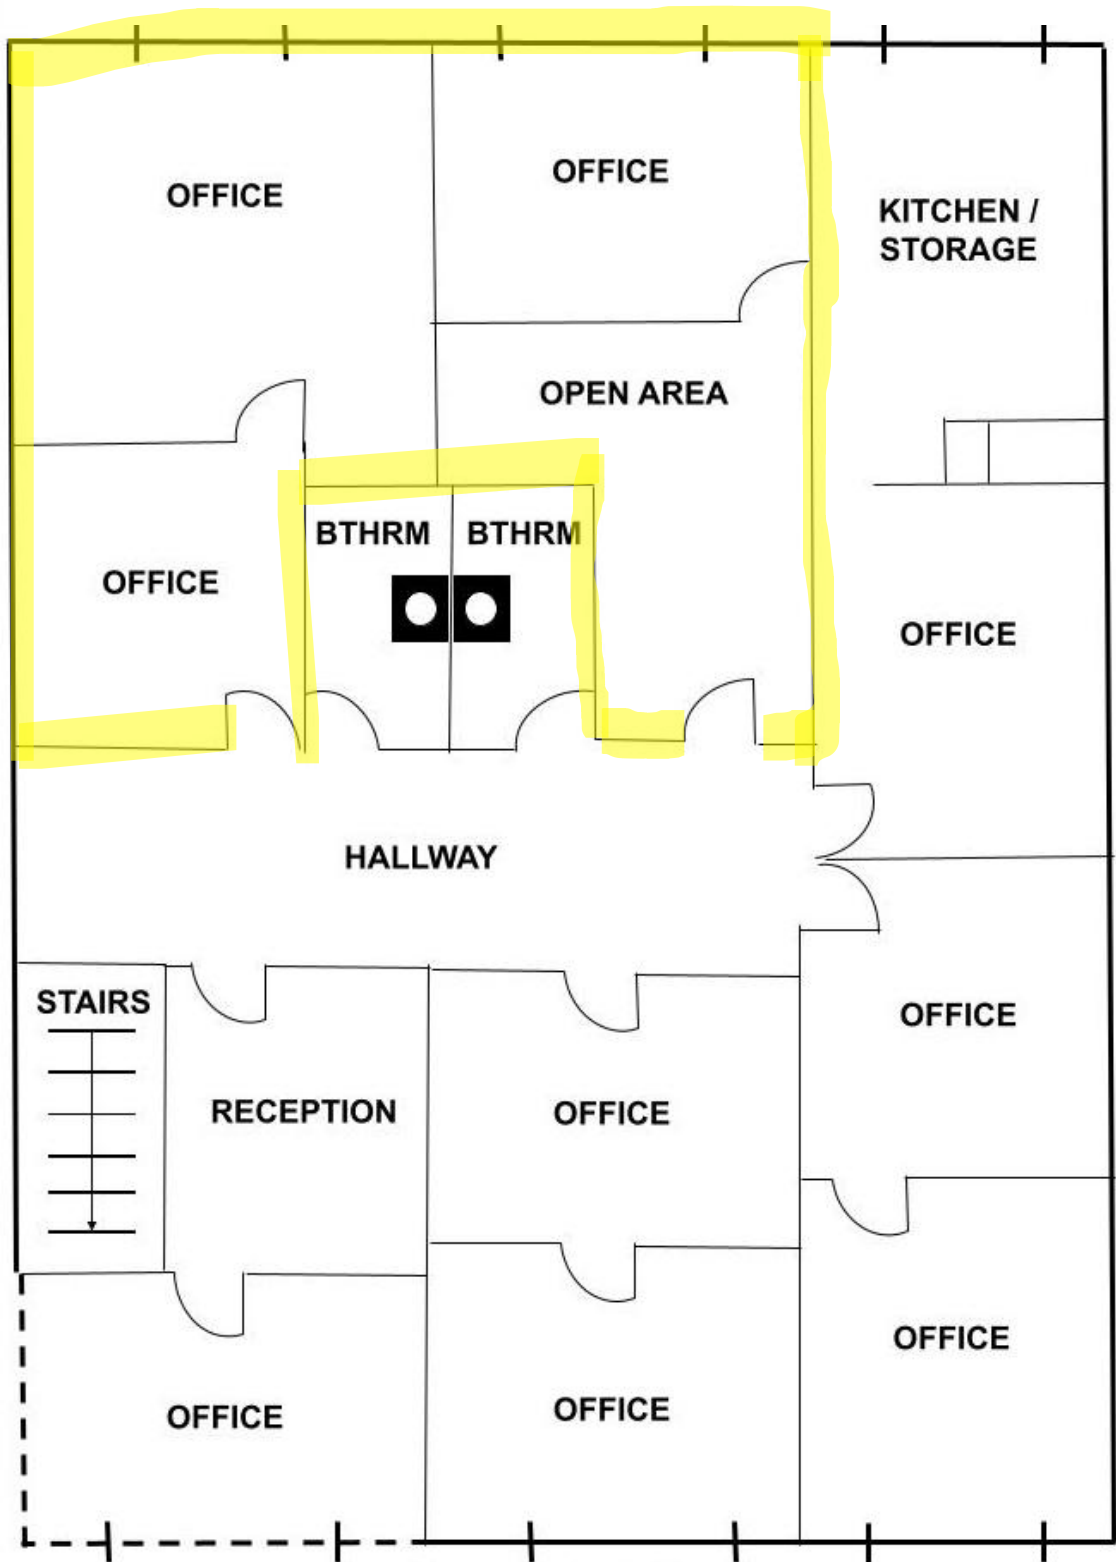 OFFICE
OFFICE
KITCHEN /
STORAGE
OPEN AREA
BTHRM
BTHRM
OFFICE
OFFICE
HALLWAY
STAIRS
OFFICE
RECEPTION
OFFICE
OFFICE
OFFICE
OFFICE